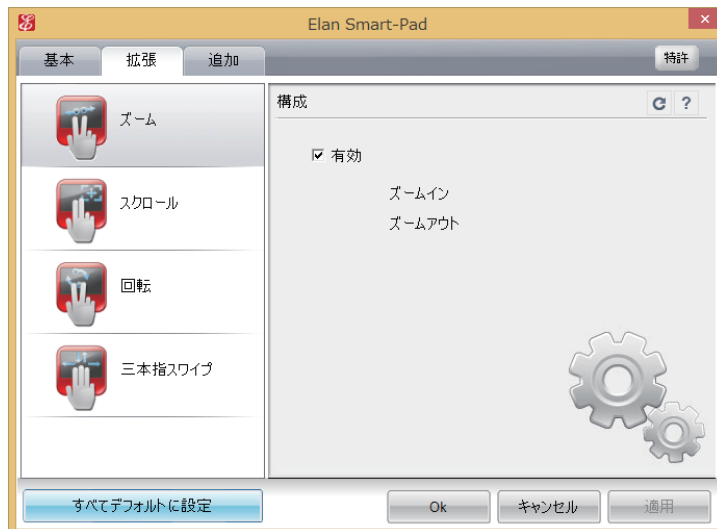 Elan Smart-Pad
基本 拡張 追加 特許
ズーム
スクロール
回転
三本指スワイプ
構成
?
有効
ズームイン
ズームアウト
すべてデフォルトに設定 Ok キャンセル 適用